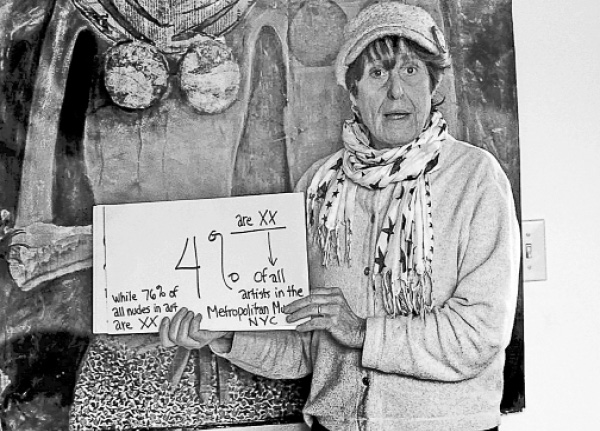 are XX
4% of all
artists in the
Metropolitan Mu
NYC
while 76% of
all nudes in art
are XX